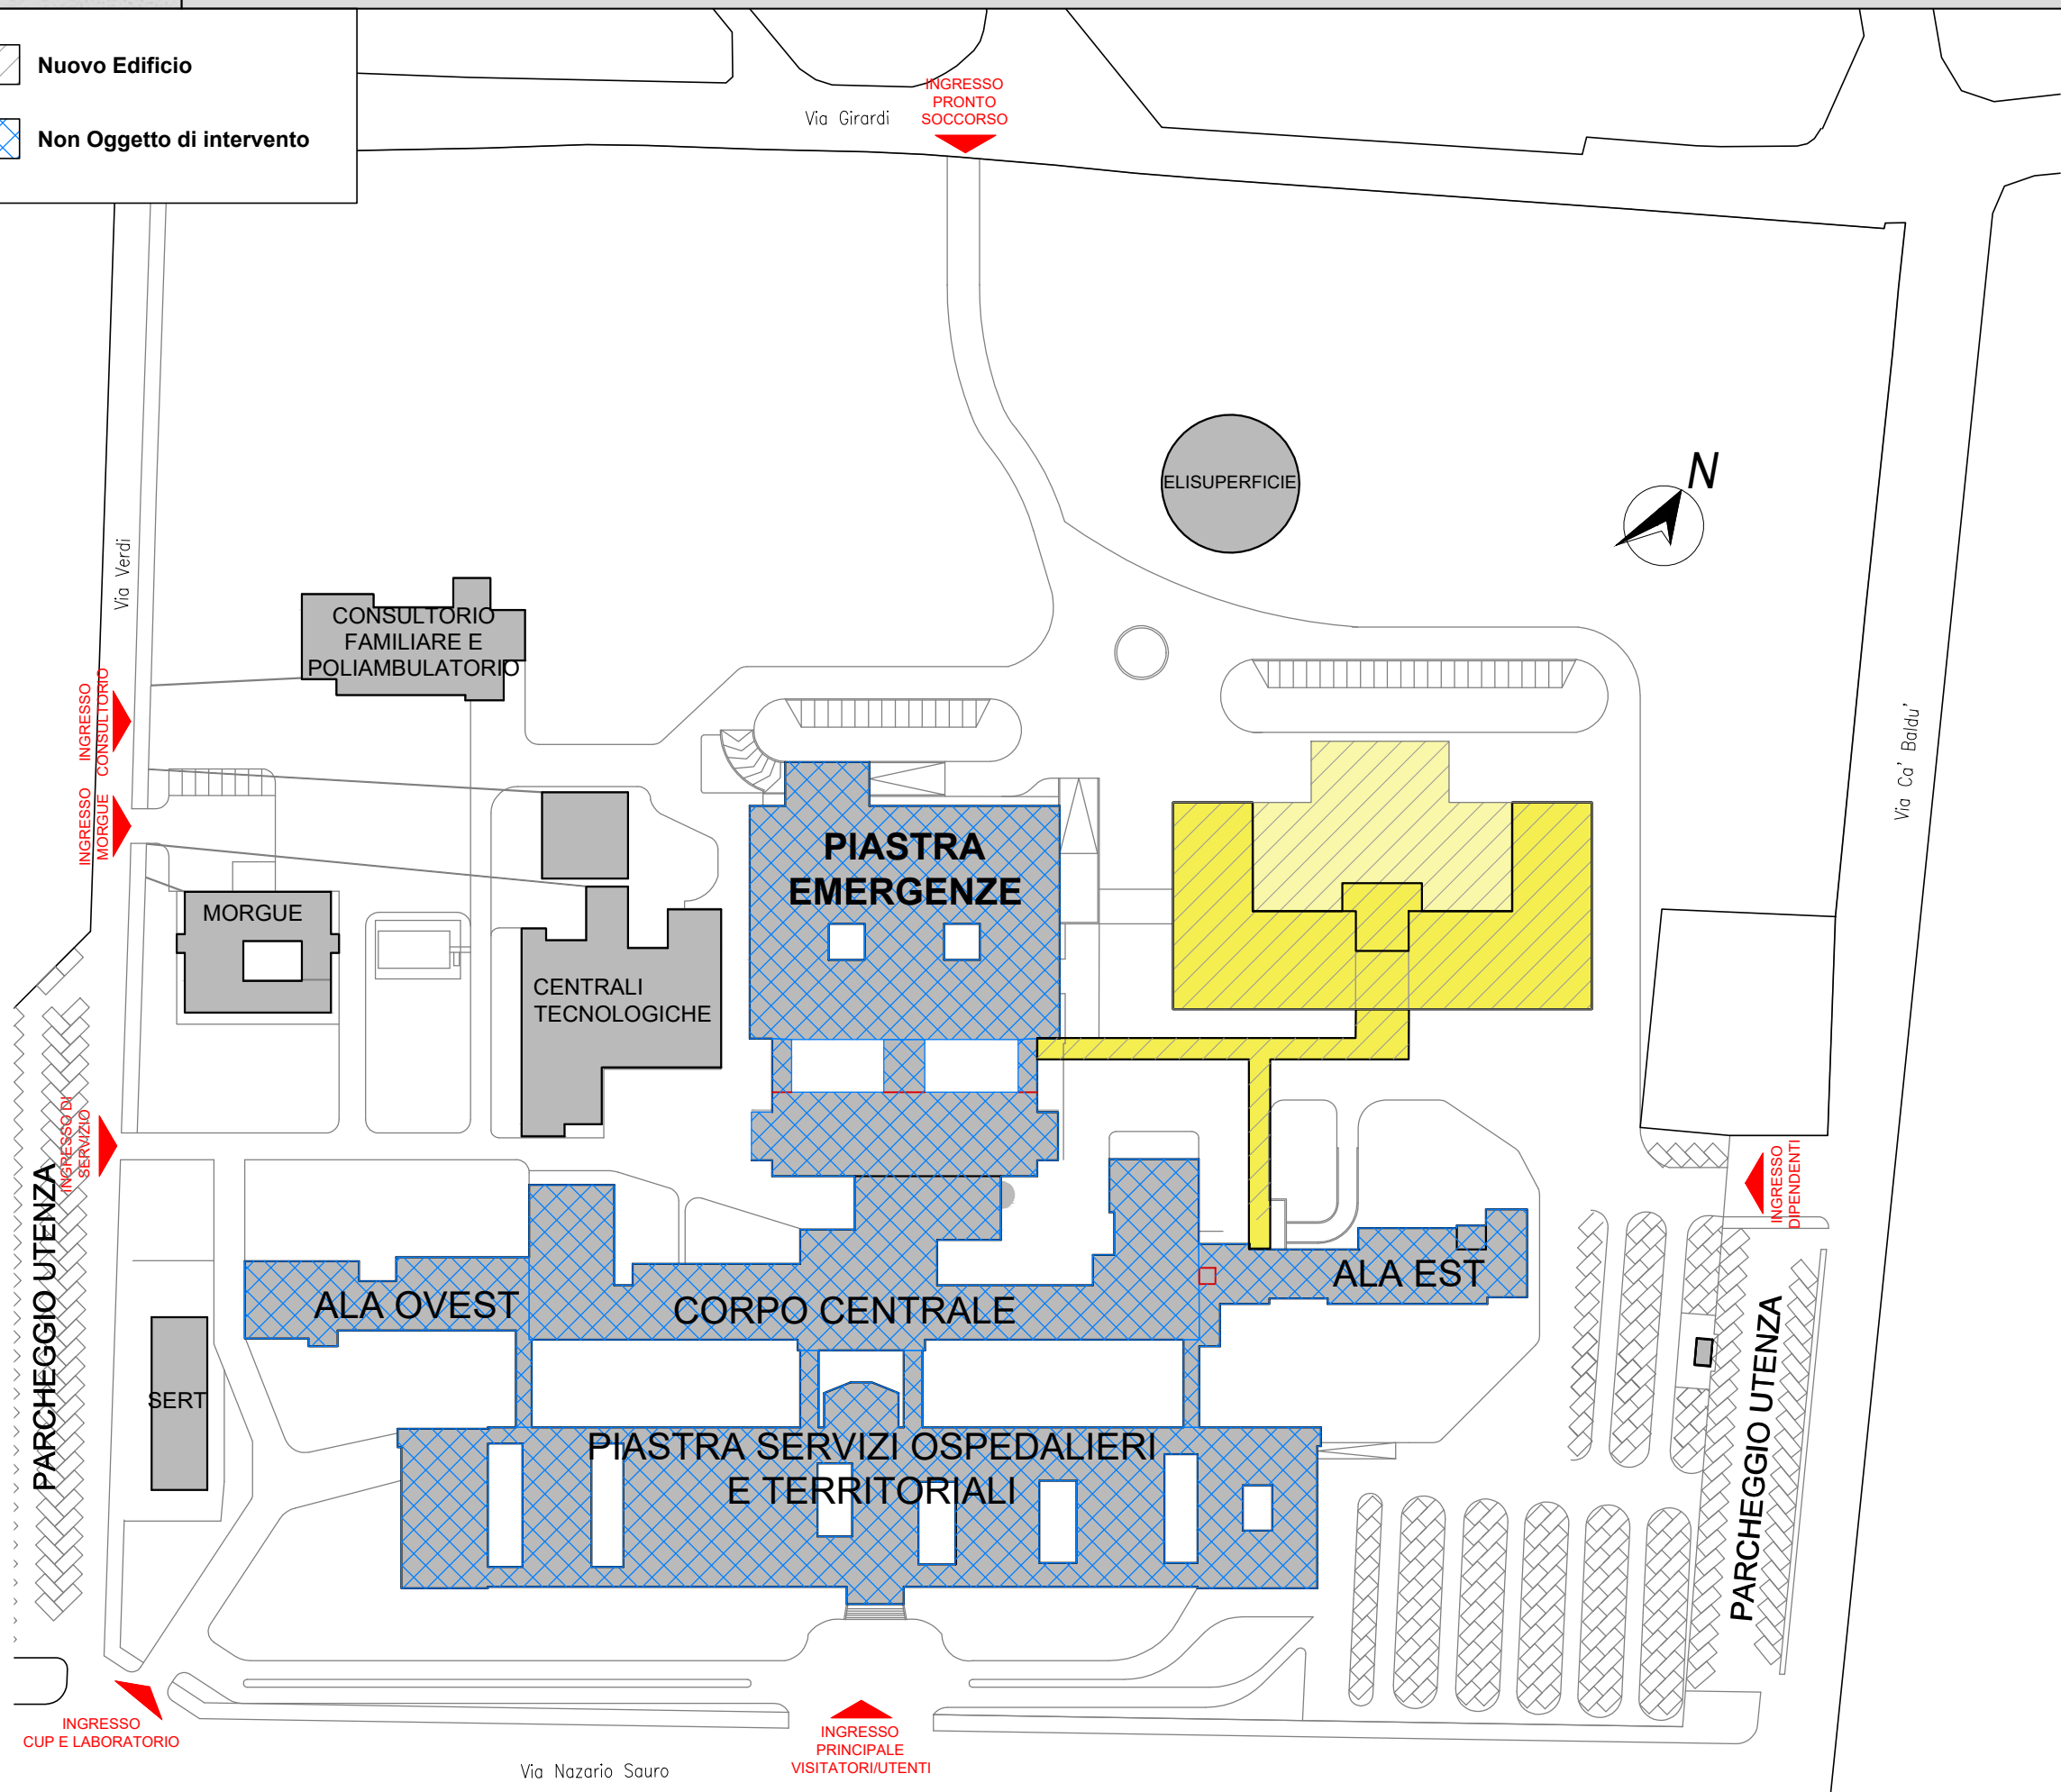 Nuovo Edificio
Non Oggetto di intervento
INGRESSO
PRONTO
SOCCORSO
Via Girardi
ELISUPERFICIE
N
Via Verdi
CONSULTORIO
FAMILIARE E
POLIAMBULATORIO
INGRESSO
CONSULTORIO
INGRESSO
MORGUE
Via Ca' Baldu'
PIASTRA
EMERGENZE
MORGUE
CENTRALI
TECNOLOGICHE
INGRESSO DI
SERVIZIO
INGRESSO
DIPENDENTI
PARCHEGGIO UTENZA
ALA OVEST
CORPO CENTRALE
ALA EST
SERT
PARCHEGGIO UTENZA
PIASTRA SERVIZI OSPEDALIERI
E TERRITORIALI
INGRESSO
CUP E LABORATORIO
INGRESSO
PRINCIPALE
VISITATORI/UTENTI
Via Nazario Sauro